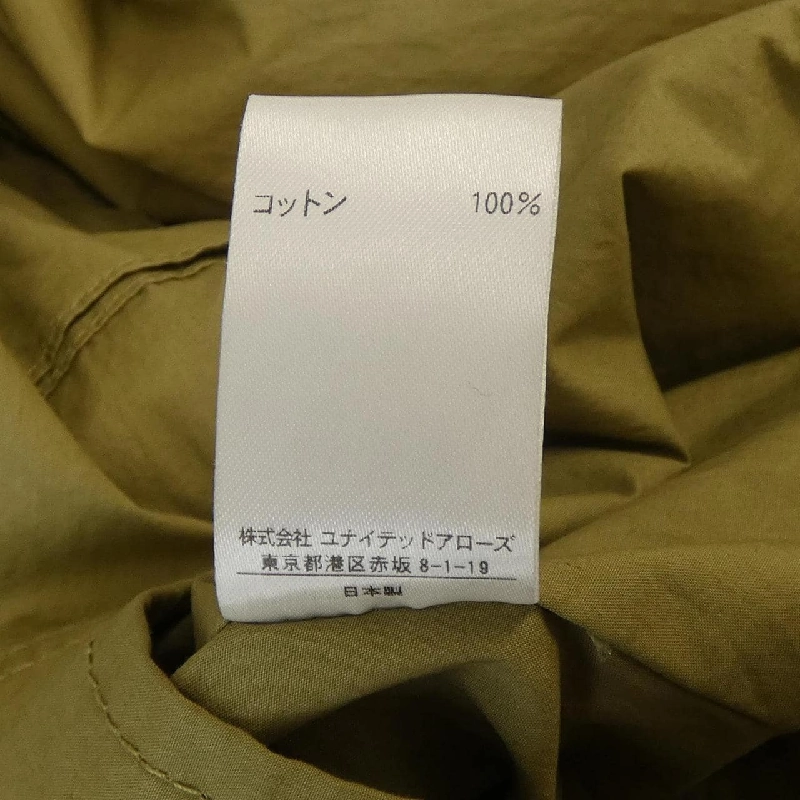 コットン 100%
株式会社 ユナイテッドアローズ
東京都港区赤坂 8-1-19
日本製